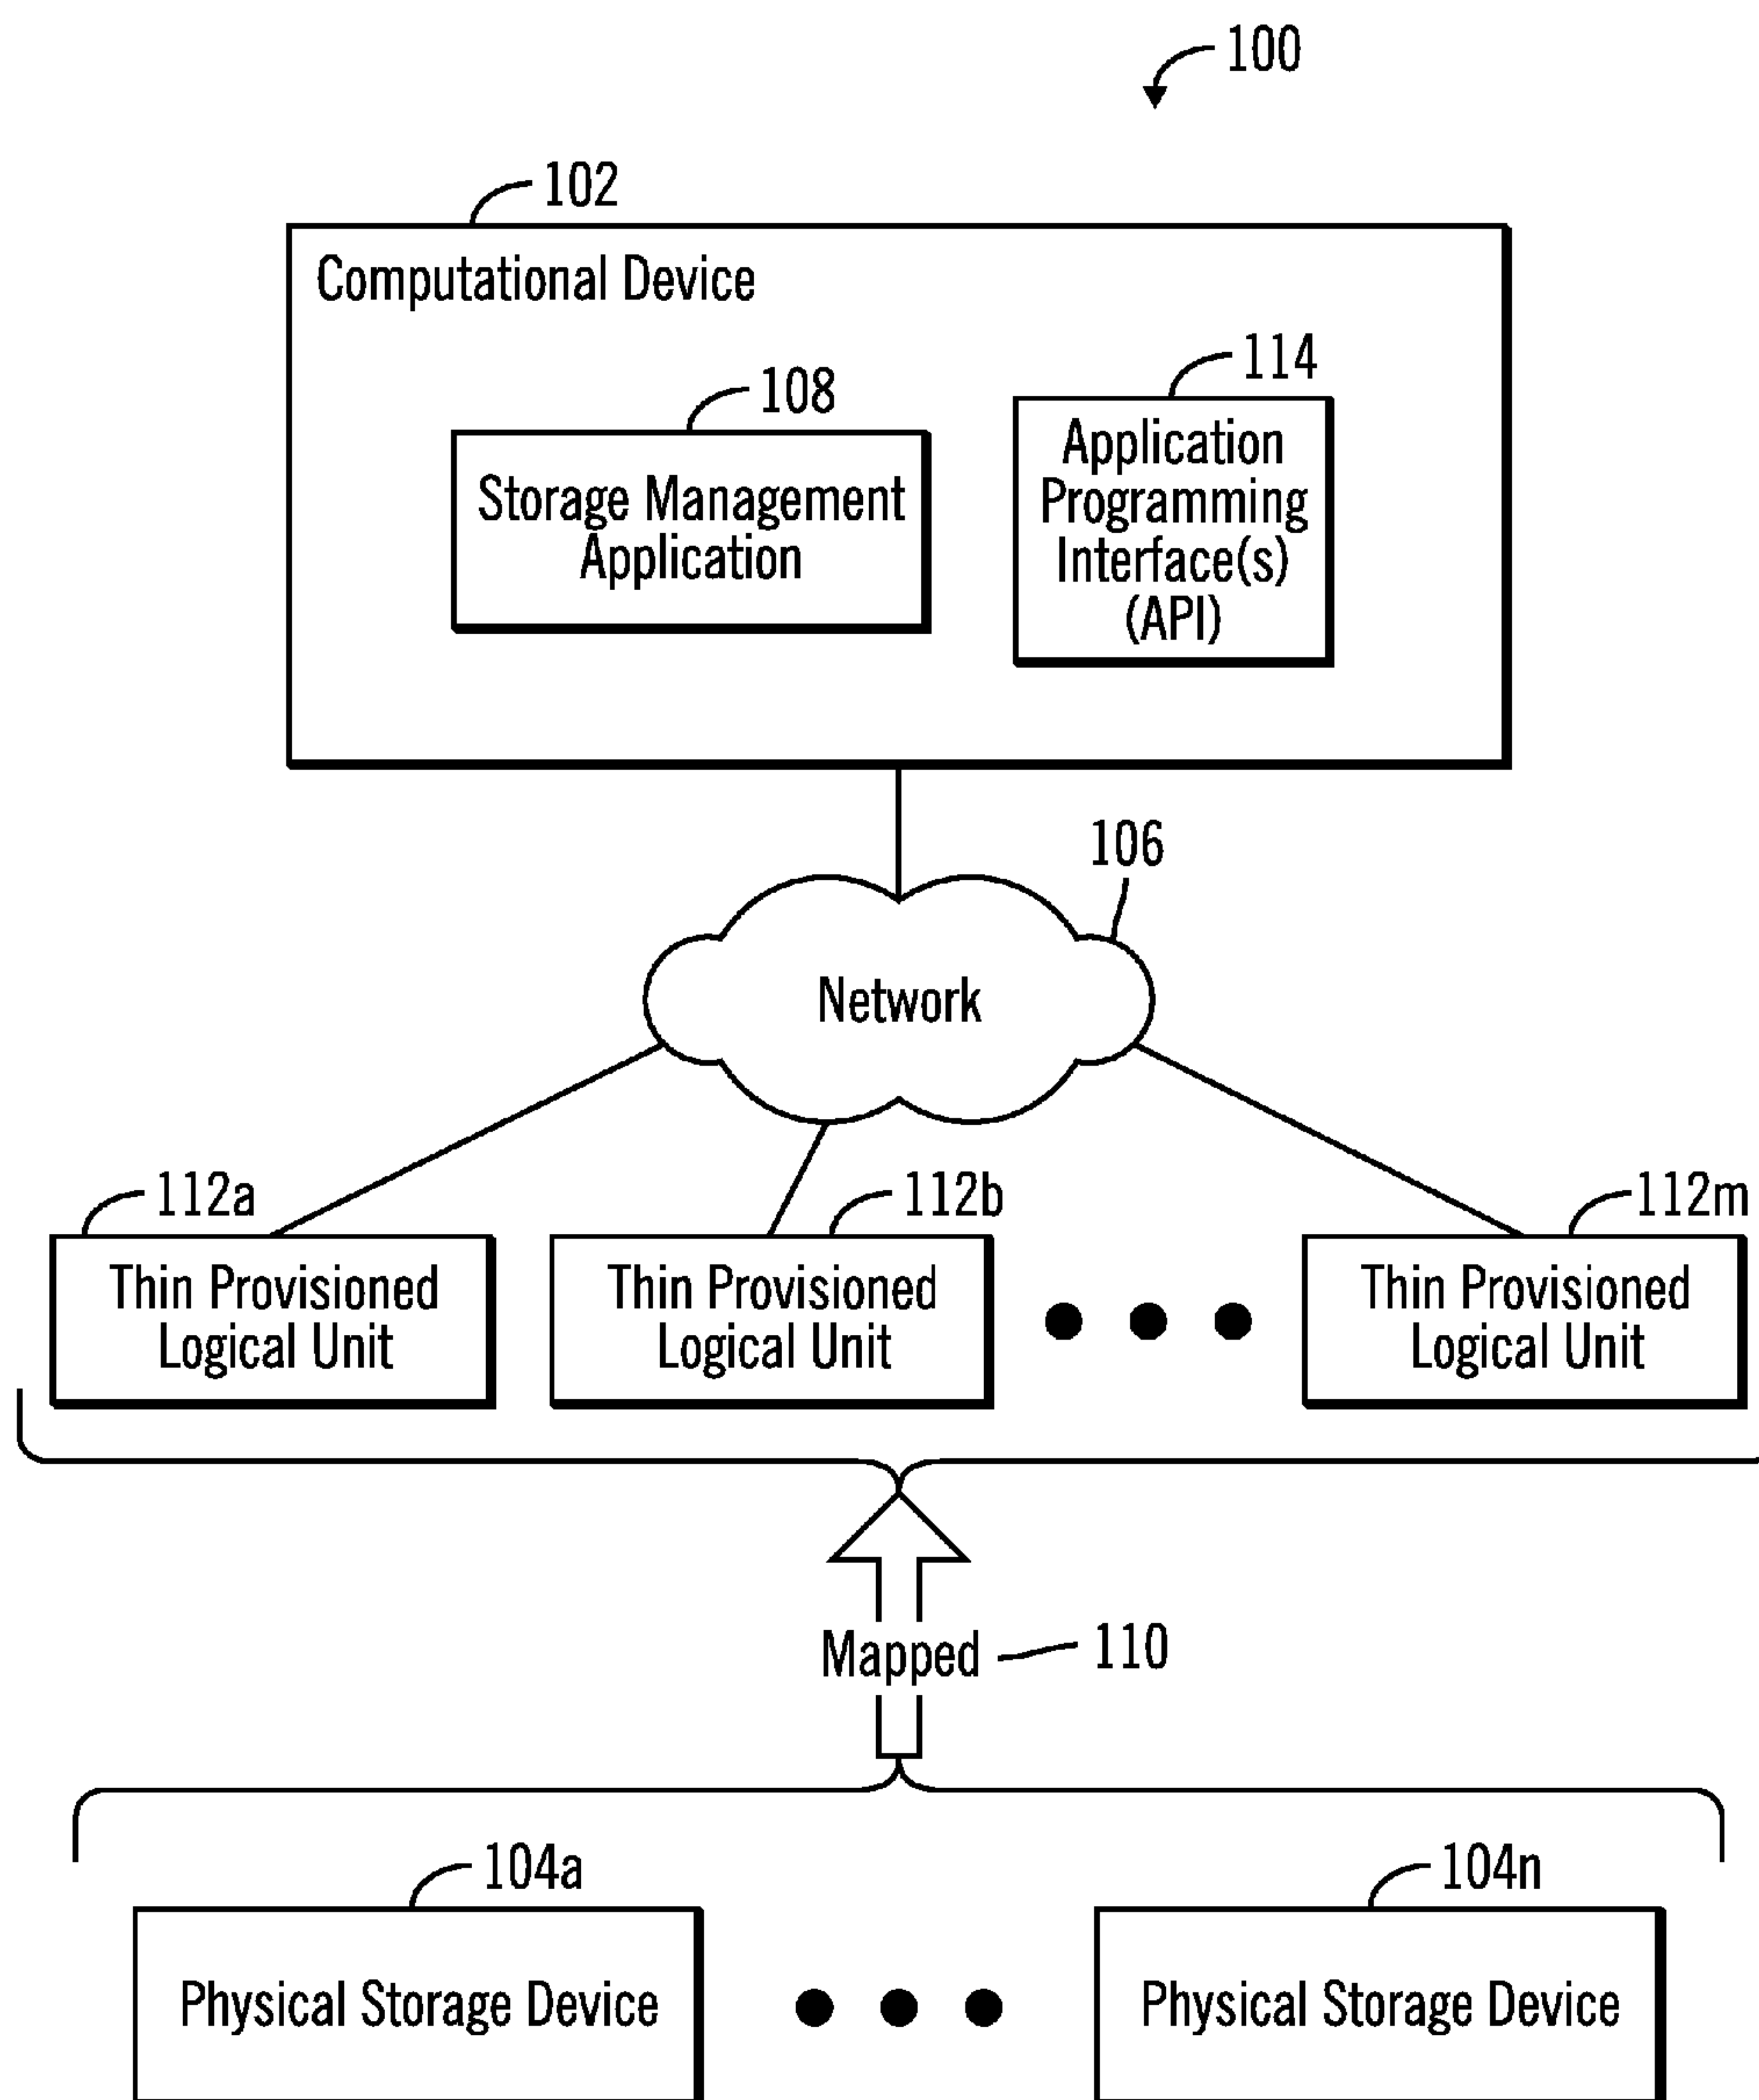 100
102
Computational Device
108
114
Storage Management
Application
Application
Programming
Interface(s)
(API)
106
Network
112a
112b
112m
Thin Provisioned
Logical Unit
Thin Provisioned
Logical Unit
Thin Provisioned
Logical Unit
Mapped
110
104a
104n
Physical Storage Device
Physical Storage Device